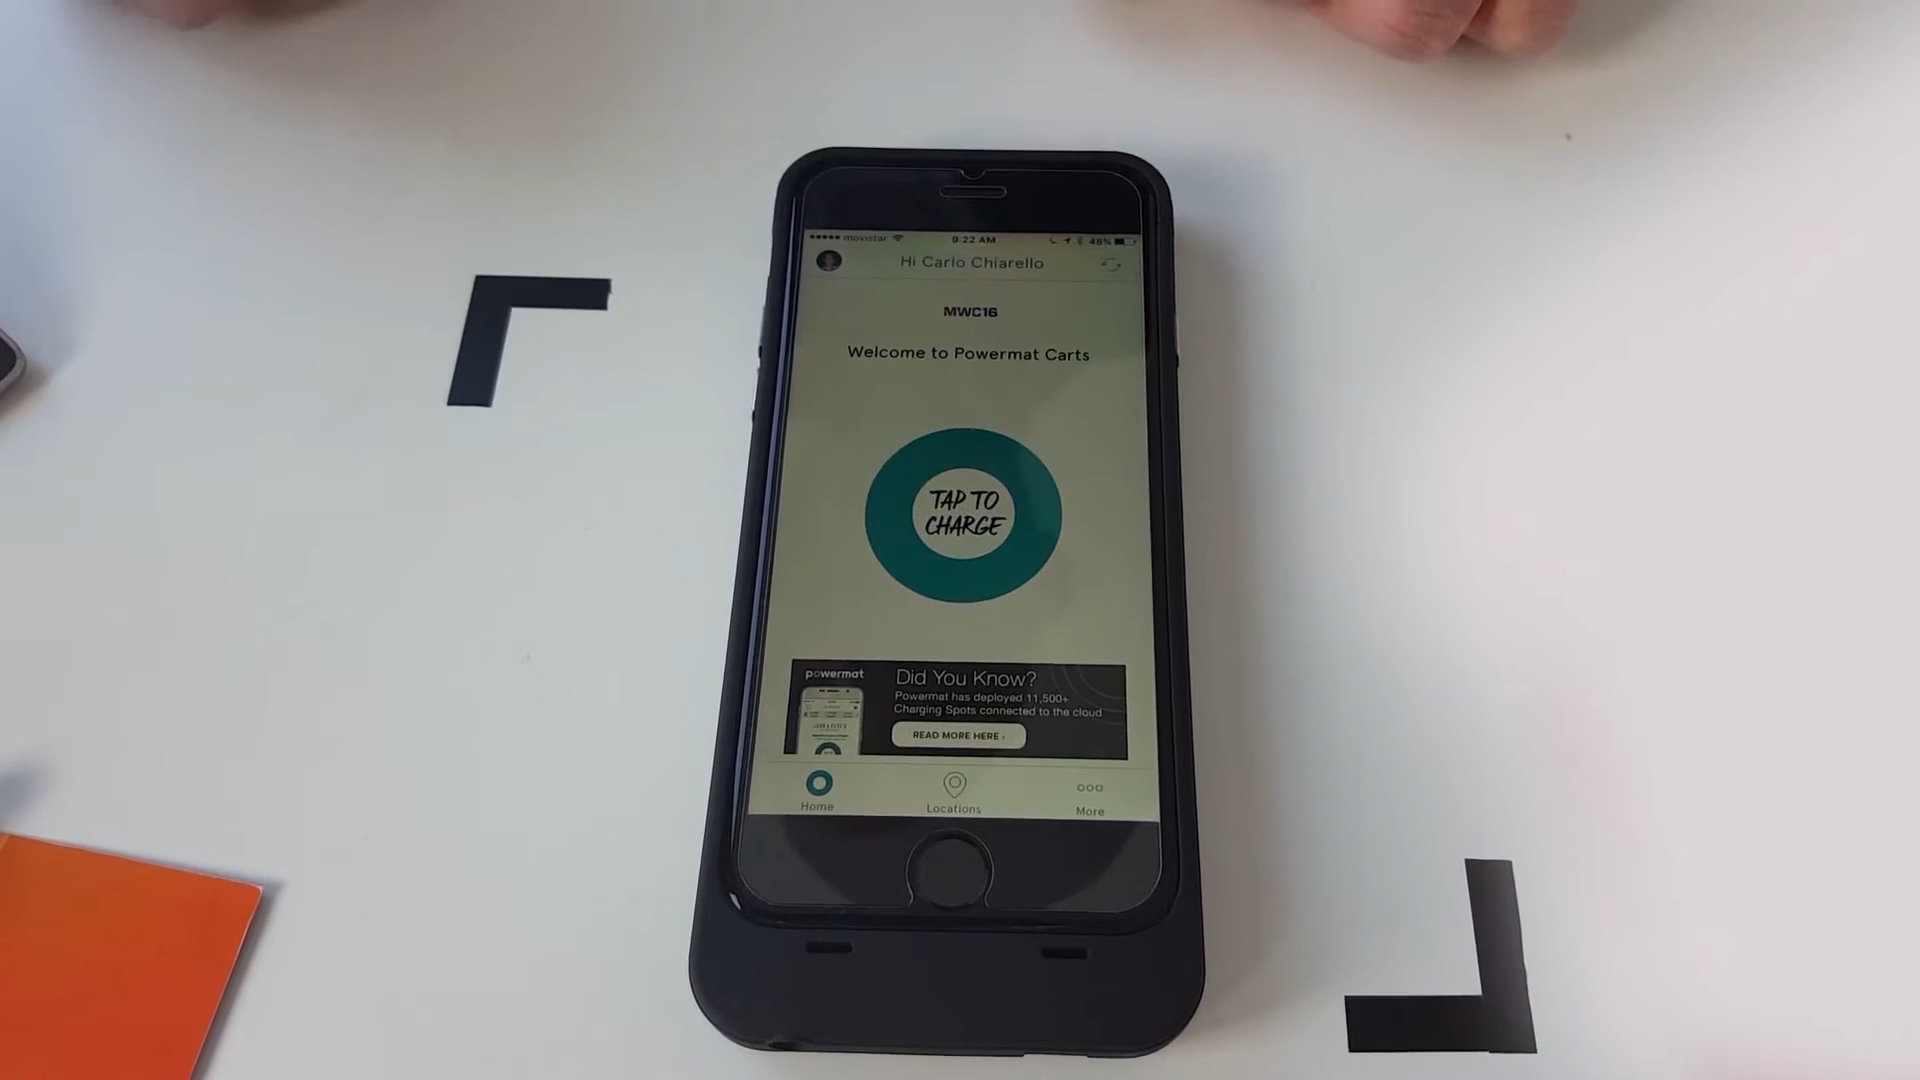 movistar 9:22 AM 48%
Hi Carlo Chiarello
MWC16
Welcome to Powermat Carts
TAP TO
CHARGE
powermat
Did You Know?
Powermat has deployed 11,500+
Charging Spots connected to the cloud
READ MORE HERE ›
Home
Locations
More